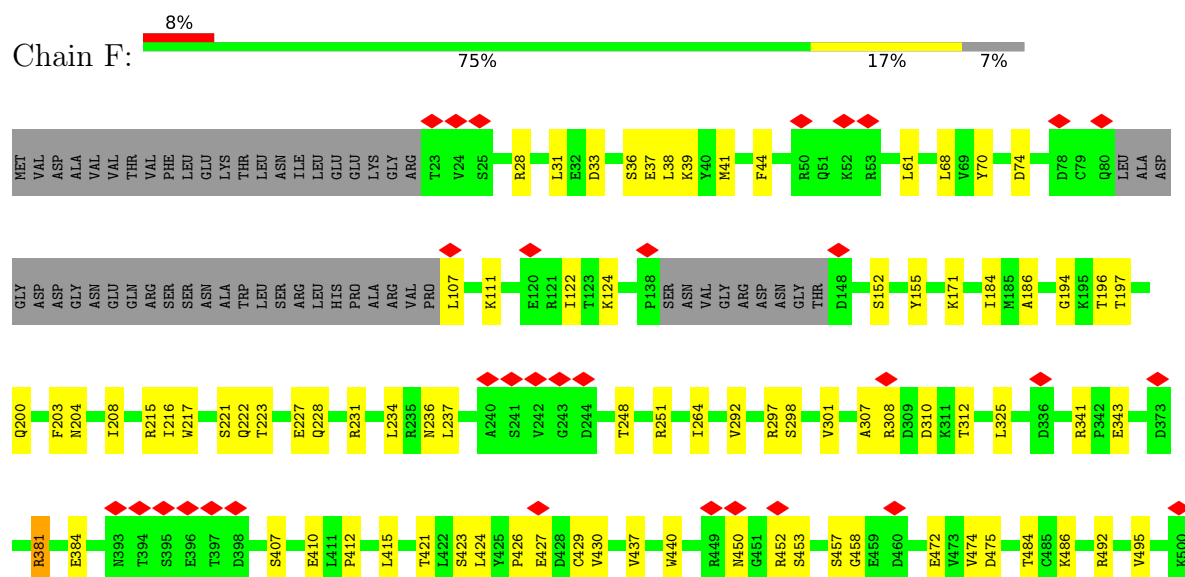 8%
Chain F:
75% 17% 7%
MET VAL ASP ALA VAL VAL THR VAL PHE LEU GLU LYS THR LEU ASN ILE LEU GLU GLU LYS GLY ARG T23 V24 S25 R28 L31 E32 D33 S36 E37 L38 K39 Y40 M41 F44 R50 Q51 K52 R53 L61 L68 V69 Y70 D74 D78 C79 Q80 LEU ALA ASP
GLY ASP ASP GLY ASN GLU GLN ARG SER SER ASN ALA TRP LEU SER ARG LEU HIS PRO ALA ARG VAL PRO L107 K111 E120 R121 I122 T123 K124 P138 SER ASN VAL GLY ARG ASP ASN GLY THR D148 S152 Y155 K171 I184 M185 A186 G194 K195 T196 T197
Q200 F203 N204 I208 R215 I216 W217 S221 Q222 T223 E227 Q228 R231 L234 R235 N236 L237 A240 S241 V242 G243 D244 T248 R251 I264 V292 R297 S298 V301 A307 R308 D309 D310 K311 T312 L325 D336 R341 P342 E343 D373
R381 E384 N393 T394 S395 E396 T397 D398 S407 E410 L411 P412 L415 T421 L422 S423 L424 Y425 P426 E427 D428 C429 V430 V437 W440 R449 N450 G451 R452 S453 S457 G458 E459 D460 E472 V473 V474 D475 T484 C485 K486 R492 V495 K500